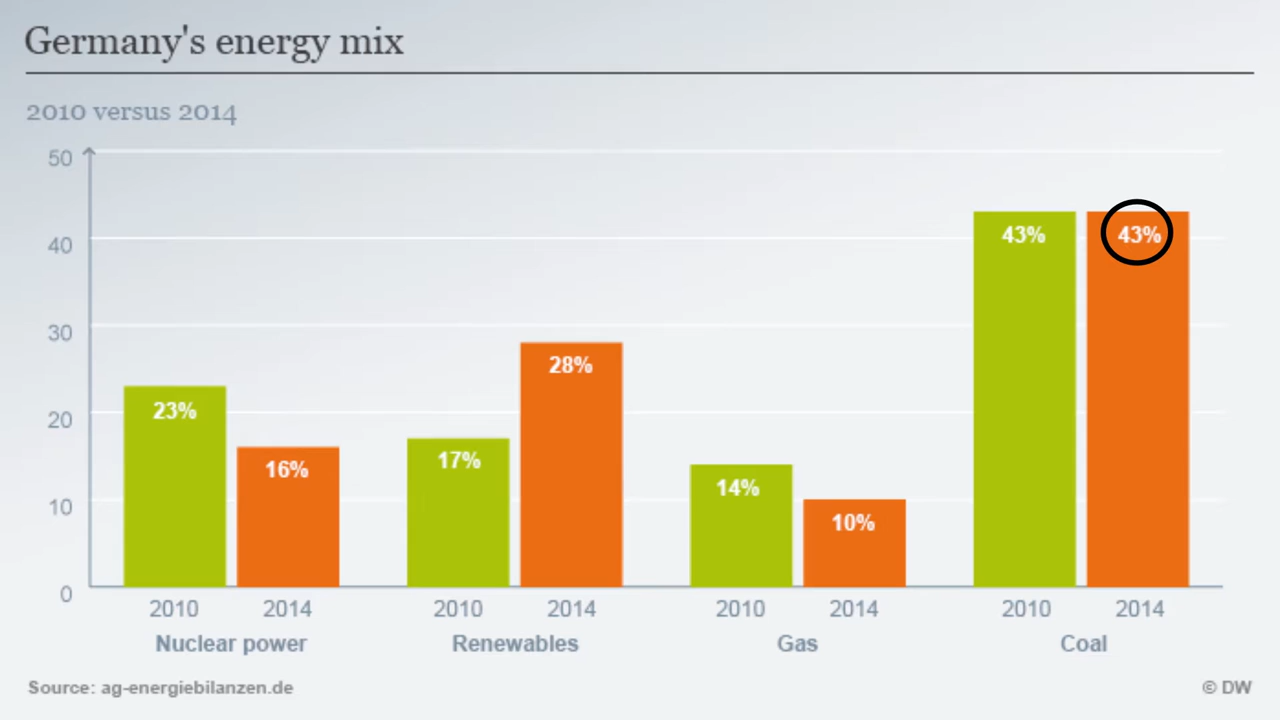 Germany's energy mix
2010 versus 2014
50
40
30
20
10
0
23%
16%
17%
28%
14%
10%
43%
43%
2010 2014 2010 2014 2010 2014 2010 2014
Nuclear power Renewables Gas Coal
Source: ag-energiebilanzen.de © DW